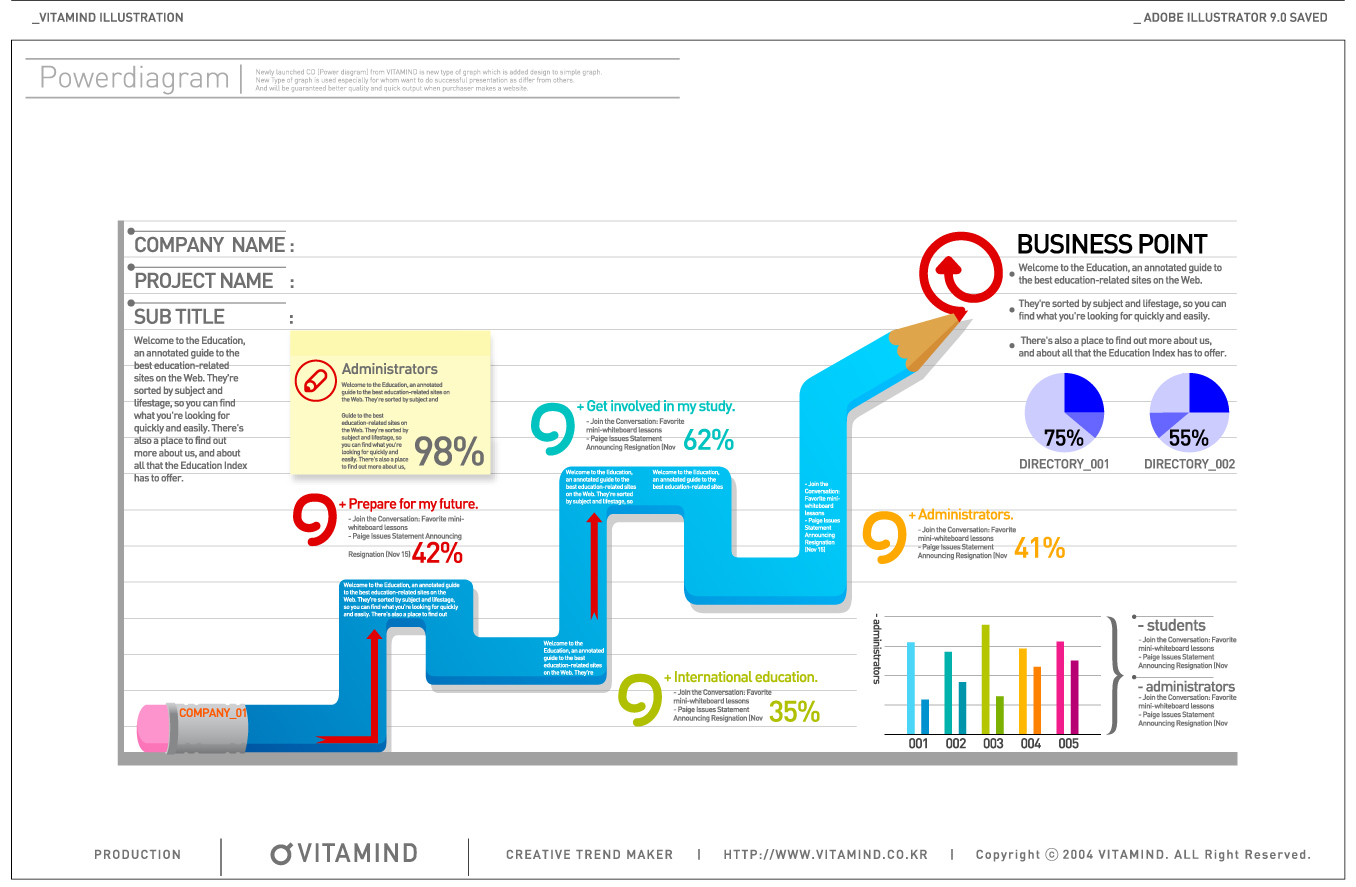 _VITAMIND ILLUSTRATION
_ ADOBE ILLUSTRATOR 9.0 SAVED
Powerdiagram
Newly launched CD (Power diagram) from VITAMIND is new type of graph which is added design to simple graph.
New Type of graph is used especially for whom want to do successful presentation as differ from others.
And will be guaranteed better quality and quick output when purchaser makes a website.
COMPANY NAME :
PROJECT NAME :
SUB TITLE :
Welcome to the Education,
an annotated guide to the
best education-related
sites on the Web. They're
sorted by subject and
lifestage, so you can find
what you're looking for
quickly and easily. There's
also a place to find out
more about us, and about
all that the Education Index
has to offer.
Administrators
Welcome to the Education, an annotated
guide to the best education-related sites on
the Web. They're sorted by subject and
Guide to the best
education-related sites on
the Web. They're sorted by
subject and lifestage, so
you can find what you're
looking for quickly and
easily. There's also a place
to find out more about us,
98%
+ Prepare for my future.
- Join the Conversation: Favorite mini-
whiteboard lessons
- Paige Issues Statement Announcing
Resignation (Nov 15)
42%
+ Get involved in my study.
- Join the Conversation: Favorite
mini-whiteboard lessons
- Paige Issues Statement
Announcing Resignation (Nov
62%
Welcome to the Education, an annotated guide
to the best education-related sites on the
Web. They're sorted by subject and lifestage,
so you can find what you're looking for quickly
and easily. There's also a place to find out
Welcome to the Education,
an annotated guide to the
best education-related sites
on the Web. They're sorted
by subject and lifestage, so
Welcome to the Education,
an annotated guide to the
best education-related sites
Welcome to the
Education, an annotated
guide to the best
education-related sites
on the Web. They're
- Join the
Conversation:
Favorite mini-
whiteboard
lessons
- Paige Issues
Statement
Announcing
Resignation
(Nov 15)
COMPANY_01
+ International education.
- Join the Conversation: Favorite
mini-whiteboard lessons
- Paige Issues Statement
Announcing Resignation (Nov
35%
+ Administrators.
- Join the Conversation: Favorite
mini-whiteboard lessons
- Paige Issues Statement
Announcing Resignation (Nov
41%
BUSINESS POINT
Welcome to the Education, an annotated guide to
the best education-related sites on the Web.
They're sorted by subject and lifestage, so you can
find what you're looking for quickly and easily.
There's also a place to find out more about us,
and about all that the Education Index has to offer.
75%
55%
DIRECTORY_001
DIRECTORY_002
- administrators
001 002 003 004 005
- students
- Join the Conversation: Favorite
mini-whiteboard lessons
- Paige Issues Statement
Announcing Resignation (Nov
- administrators
- Join the Conversation: Favorite
mini-whiteboard lessons
- Paige Issues Statement
Announcing Resignation (Nov
PRODUCTION
VITAMIND
CREATIVE TREND MAKER | HTTP://WWW.VITAMIND.CO.KR | Copyright ⓒ 2004 VITAMIND. ALL Right Reserved.